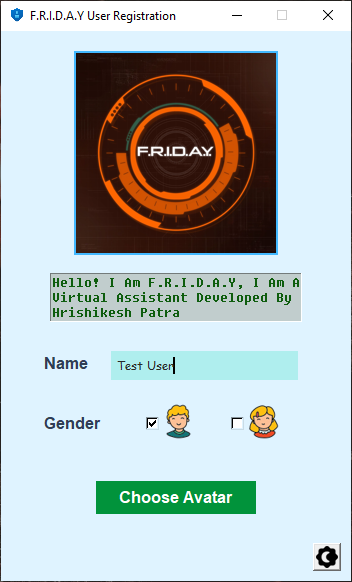 F.R.I.D.A.Y User Registration
F.R.I.D.A.Y.
Hello! I Am F.R.I.D.A.Y, I Am A
Virtual Assistant Developed By
Hrishikesh Patra
Name Test User
Gender
Choose Avatar